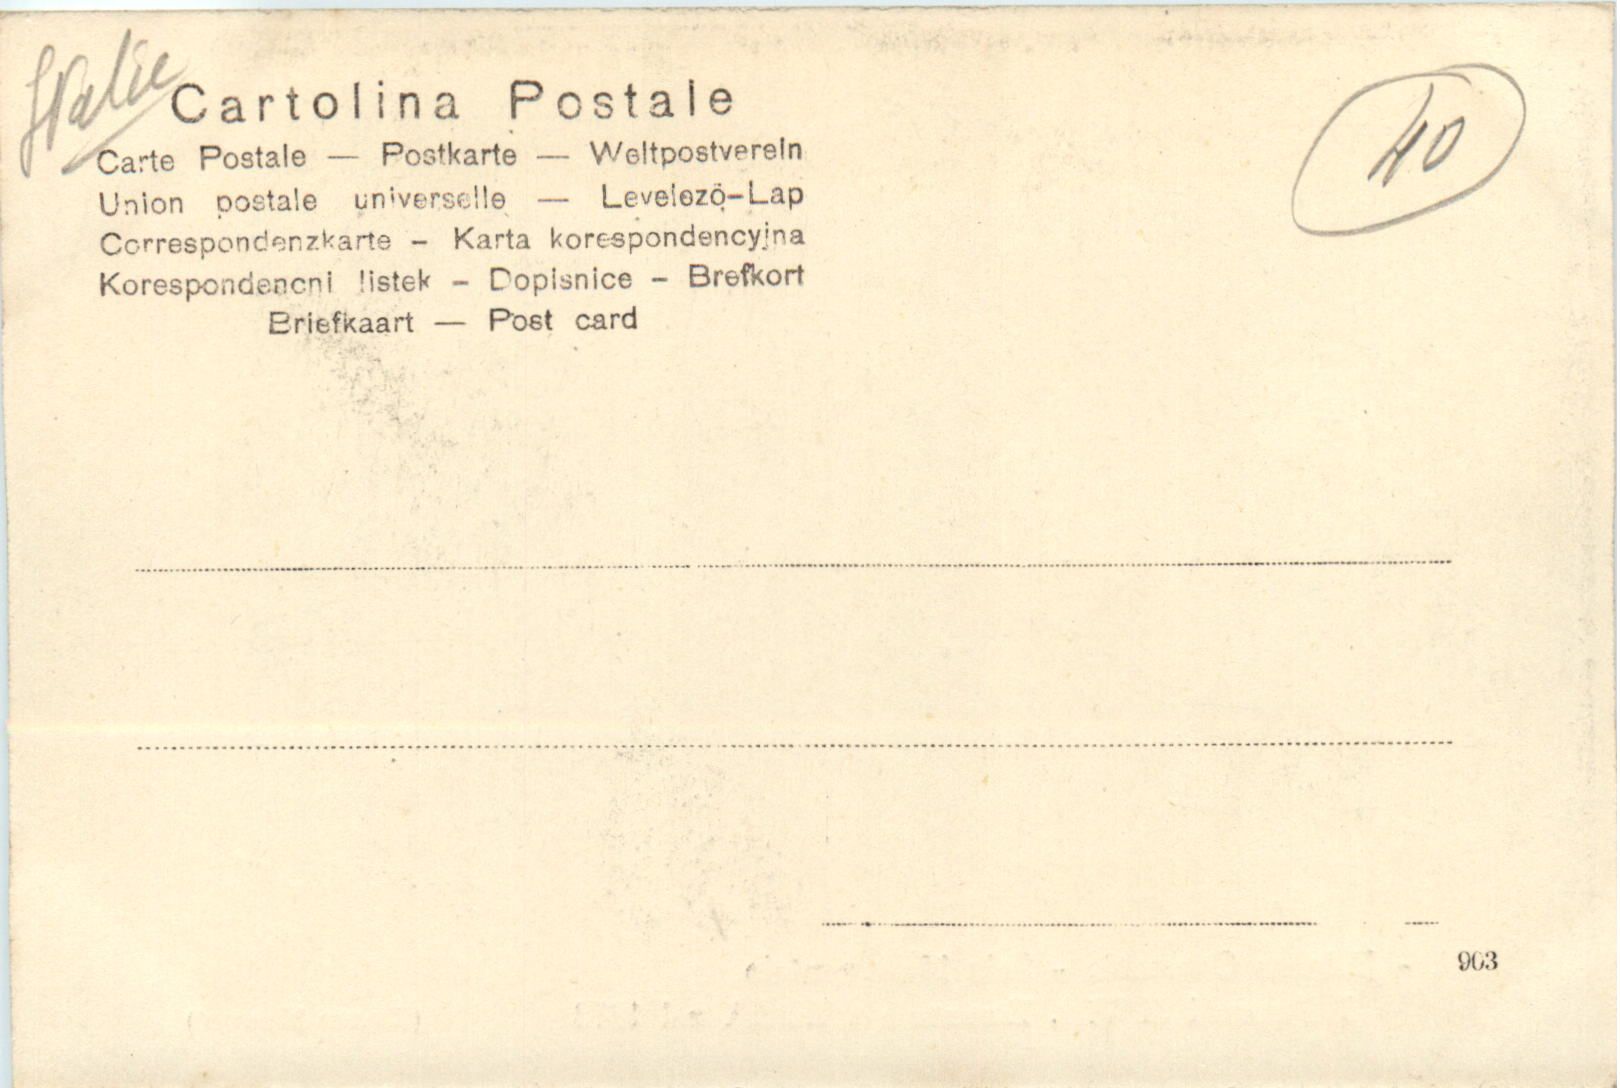 Italie
40
Cartolina Postale
Carte Postale — Postkarte — Weltpostverein
Union postale universelle — Levelező-Lap
Correspondenzkarte – Karta korespondencyjna
Korespondencni listek – Dopisnice – Brefkort
Briefkaart — Post card
903